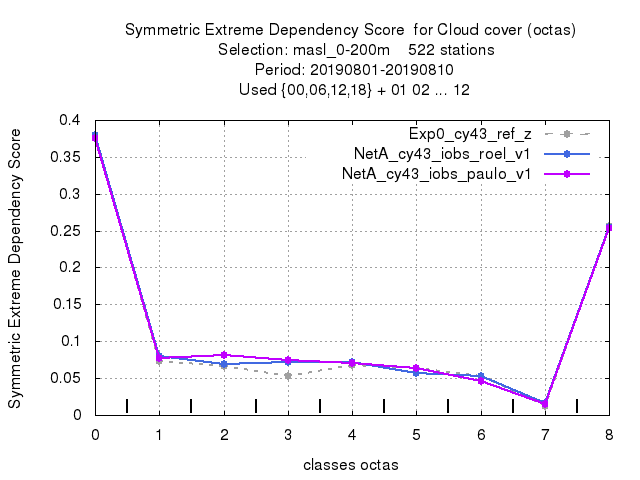 Symmetric Extreme Dependency Score for Cloud cover (octas)
Selection: masl_0-200m 522 stations
Period: 20190801-20190810
Used {00,06,12,18} + 01 02 ... 12
Symmetric Extreme Dependency Score
0.4
0.35
0.3
0.25
0.2
0.15
0.1
0.05
0
Exp0_cy43_ref_z
NetA_cy43_iobs_roel_v1
NetA_cy43_iobs_paulo_v1
0 1 2 3 4 5 6 7 8
classes octas